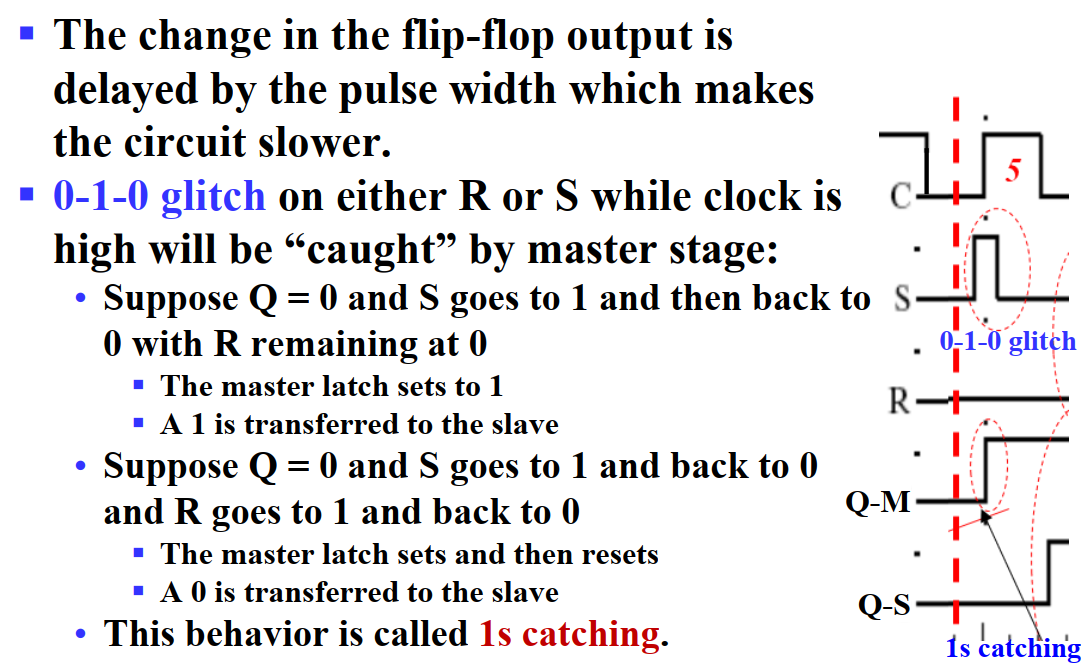 The change in the flip-flop output is
delayed by the pulse width which makes
the circuit slower.
0-1-0 glitch on either R or S while clock is
high will be “caught” by master stage:
Suppose Q = 0 and S goes to 1 and then back to
0 with R remaining at 0
The master latch sets to 1
A 1 is transferred to the slave
Suppose Q = 0 and S goes to 1 and back to 0
and R goes to 1 and back to 0
The master latch sets and then resets
A 0 is transferred to the slave
This behavior is called 1s catching.
5
C
S
0-1-0 glitch
R
Q-M
Q-S
1s catching